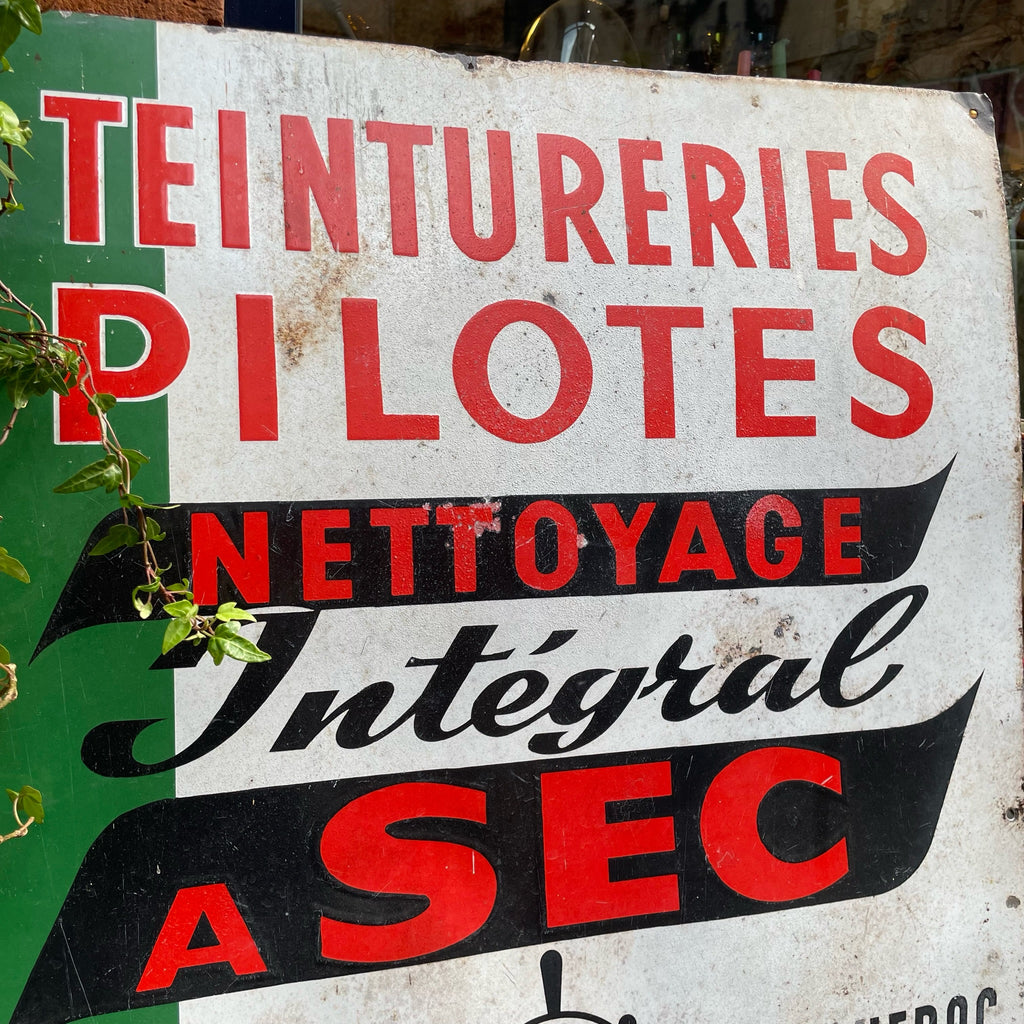 TEINTURERIES
PILOTES
NETTOYAGE
Intégral
A SEC